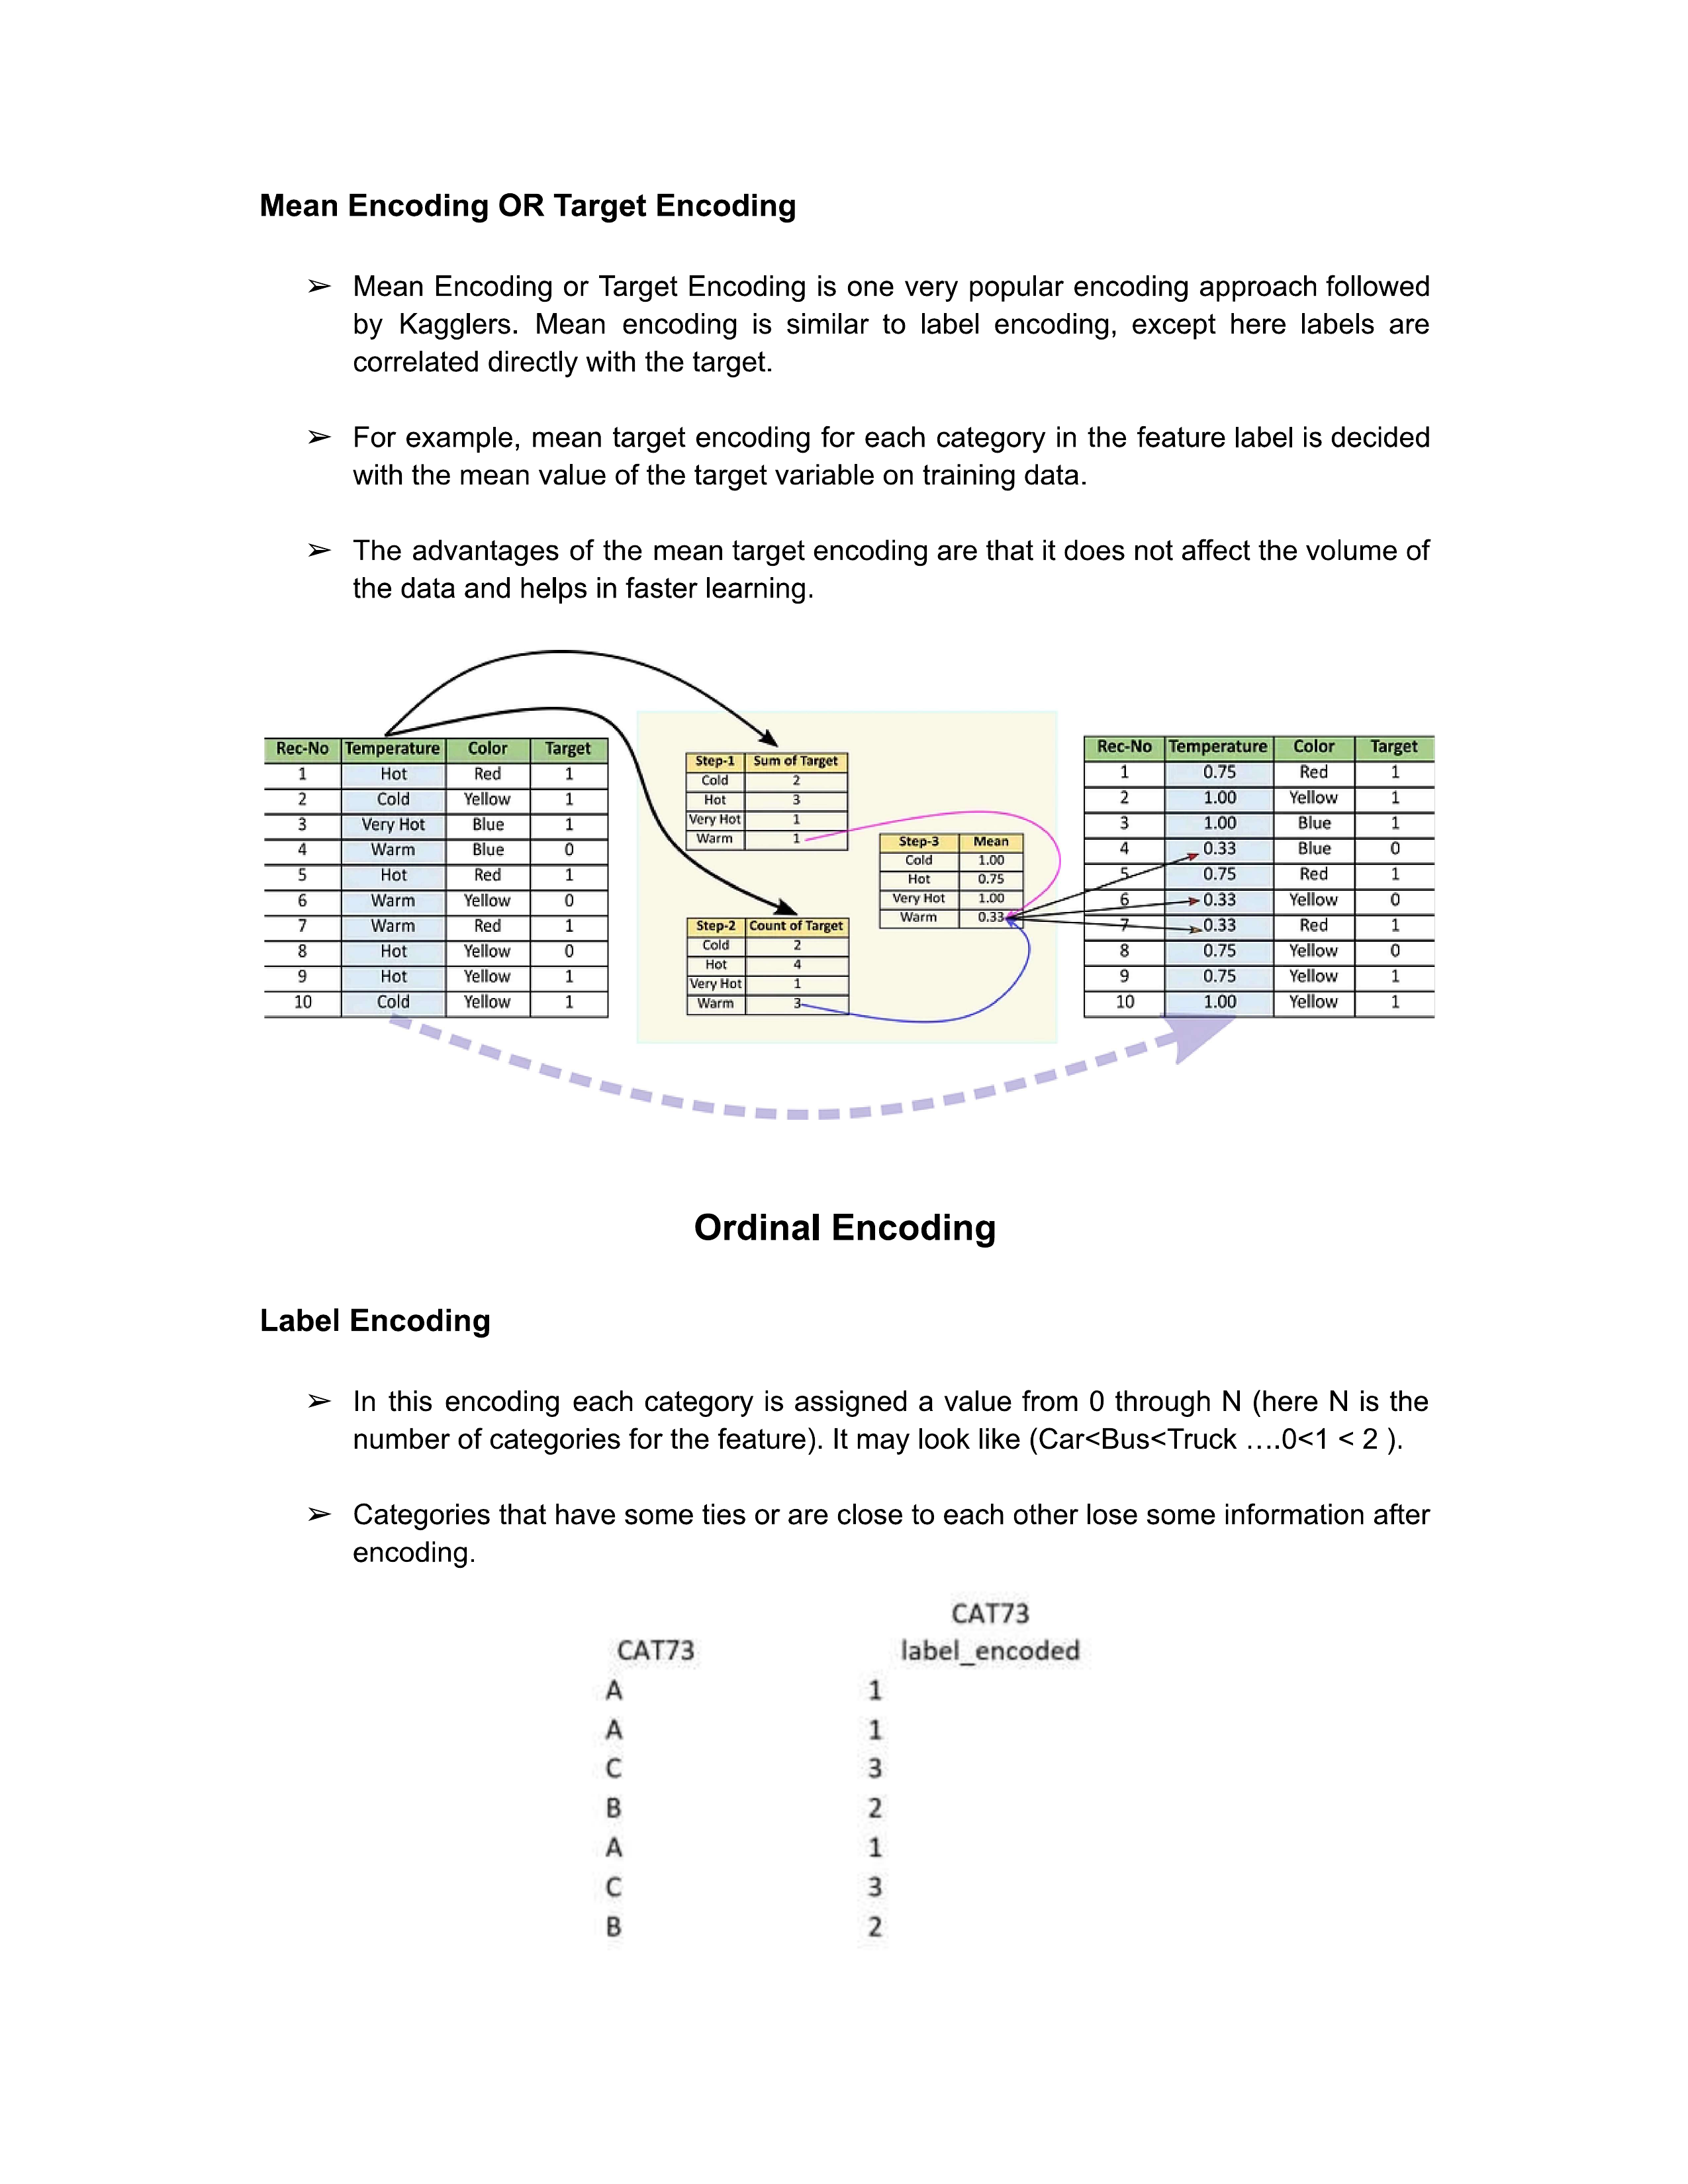 Mean Encoding OR Target Encoding
➢ Mean Encoding or Target Encoding is one very popular encoding approach followed
by Kagglers. Mean encoding is similar to label encoding, except here labels are
correlated directly with the target.
➢ For example, mean target encoding for each category in the feature label is decided
with the mean value of the target variable on training data.
➢ The advantages of the mean target encoding are that it does not affect the volume of
the data and helps in faster learning.
Rec-No Temperature Color Target
1 Hot Red 1
2 Cold Yellow 1
3 Very Hot Blue 1
4 Warm Blue 0
5 Hot Red 1
6 Warm Yellow 0
7 Warm Red 1
8 Hot Yellow 0
9 Hot Yellow 1
10 Cold Yellow 1
Step-1 Sum of Target
Cold 2
Hot 3
Very Hot 1
Warm 1
Step-2 Count of Target
Cold 2
Hot 4
Very Hot 1
Warm 3
Step-3 Mean
Cold 1.00
Hot 0.75
Very Hot 1.00
Warm 0.33
Rec-No Temperature Color Target
1 0.75 Red 1
2 1.00 Yellow 1
3 1.00 Blue 1
4 0.33 Blue 0
5 0.75 Red 1
6 0.33 Yellow 0
7 0.33 Red 1
8 0.75 Yellow 0
9 0.75 Yellow 1
10 1.00 Yellow 1
Ordinal Encoding
Label Encoding
➢ In this encoding each category is assigned a value from 0 through N (here N is the
number of categories for the feature). It may look like (Car<Bus<Truck ….0<1 < 2 ).
➢ Categories that have some ties or are close to each other lose some information after
encoding.
CAT73
CAT73 label_encoded
A 1
A 1
C 3
B 2
A 1
C 3
B 2